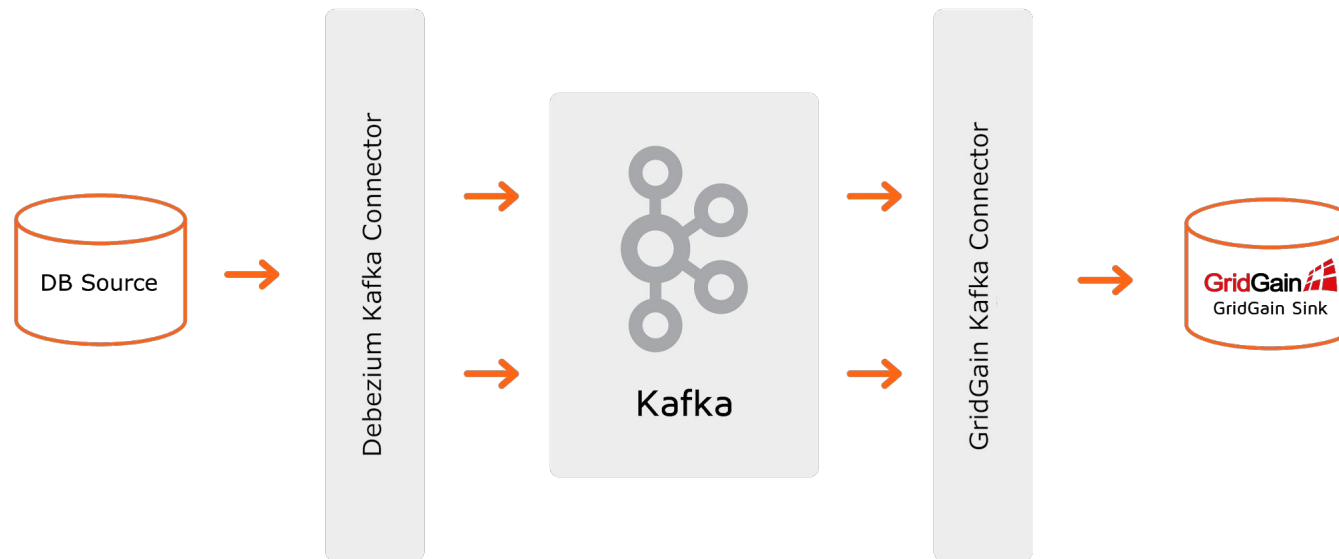 DB Source
Debezium Kafka Connector
Kafka
GridGain Kafka Connector
GridGain
GridGain Sink